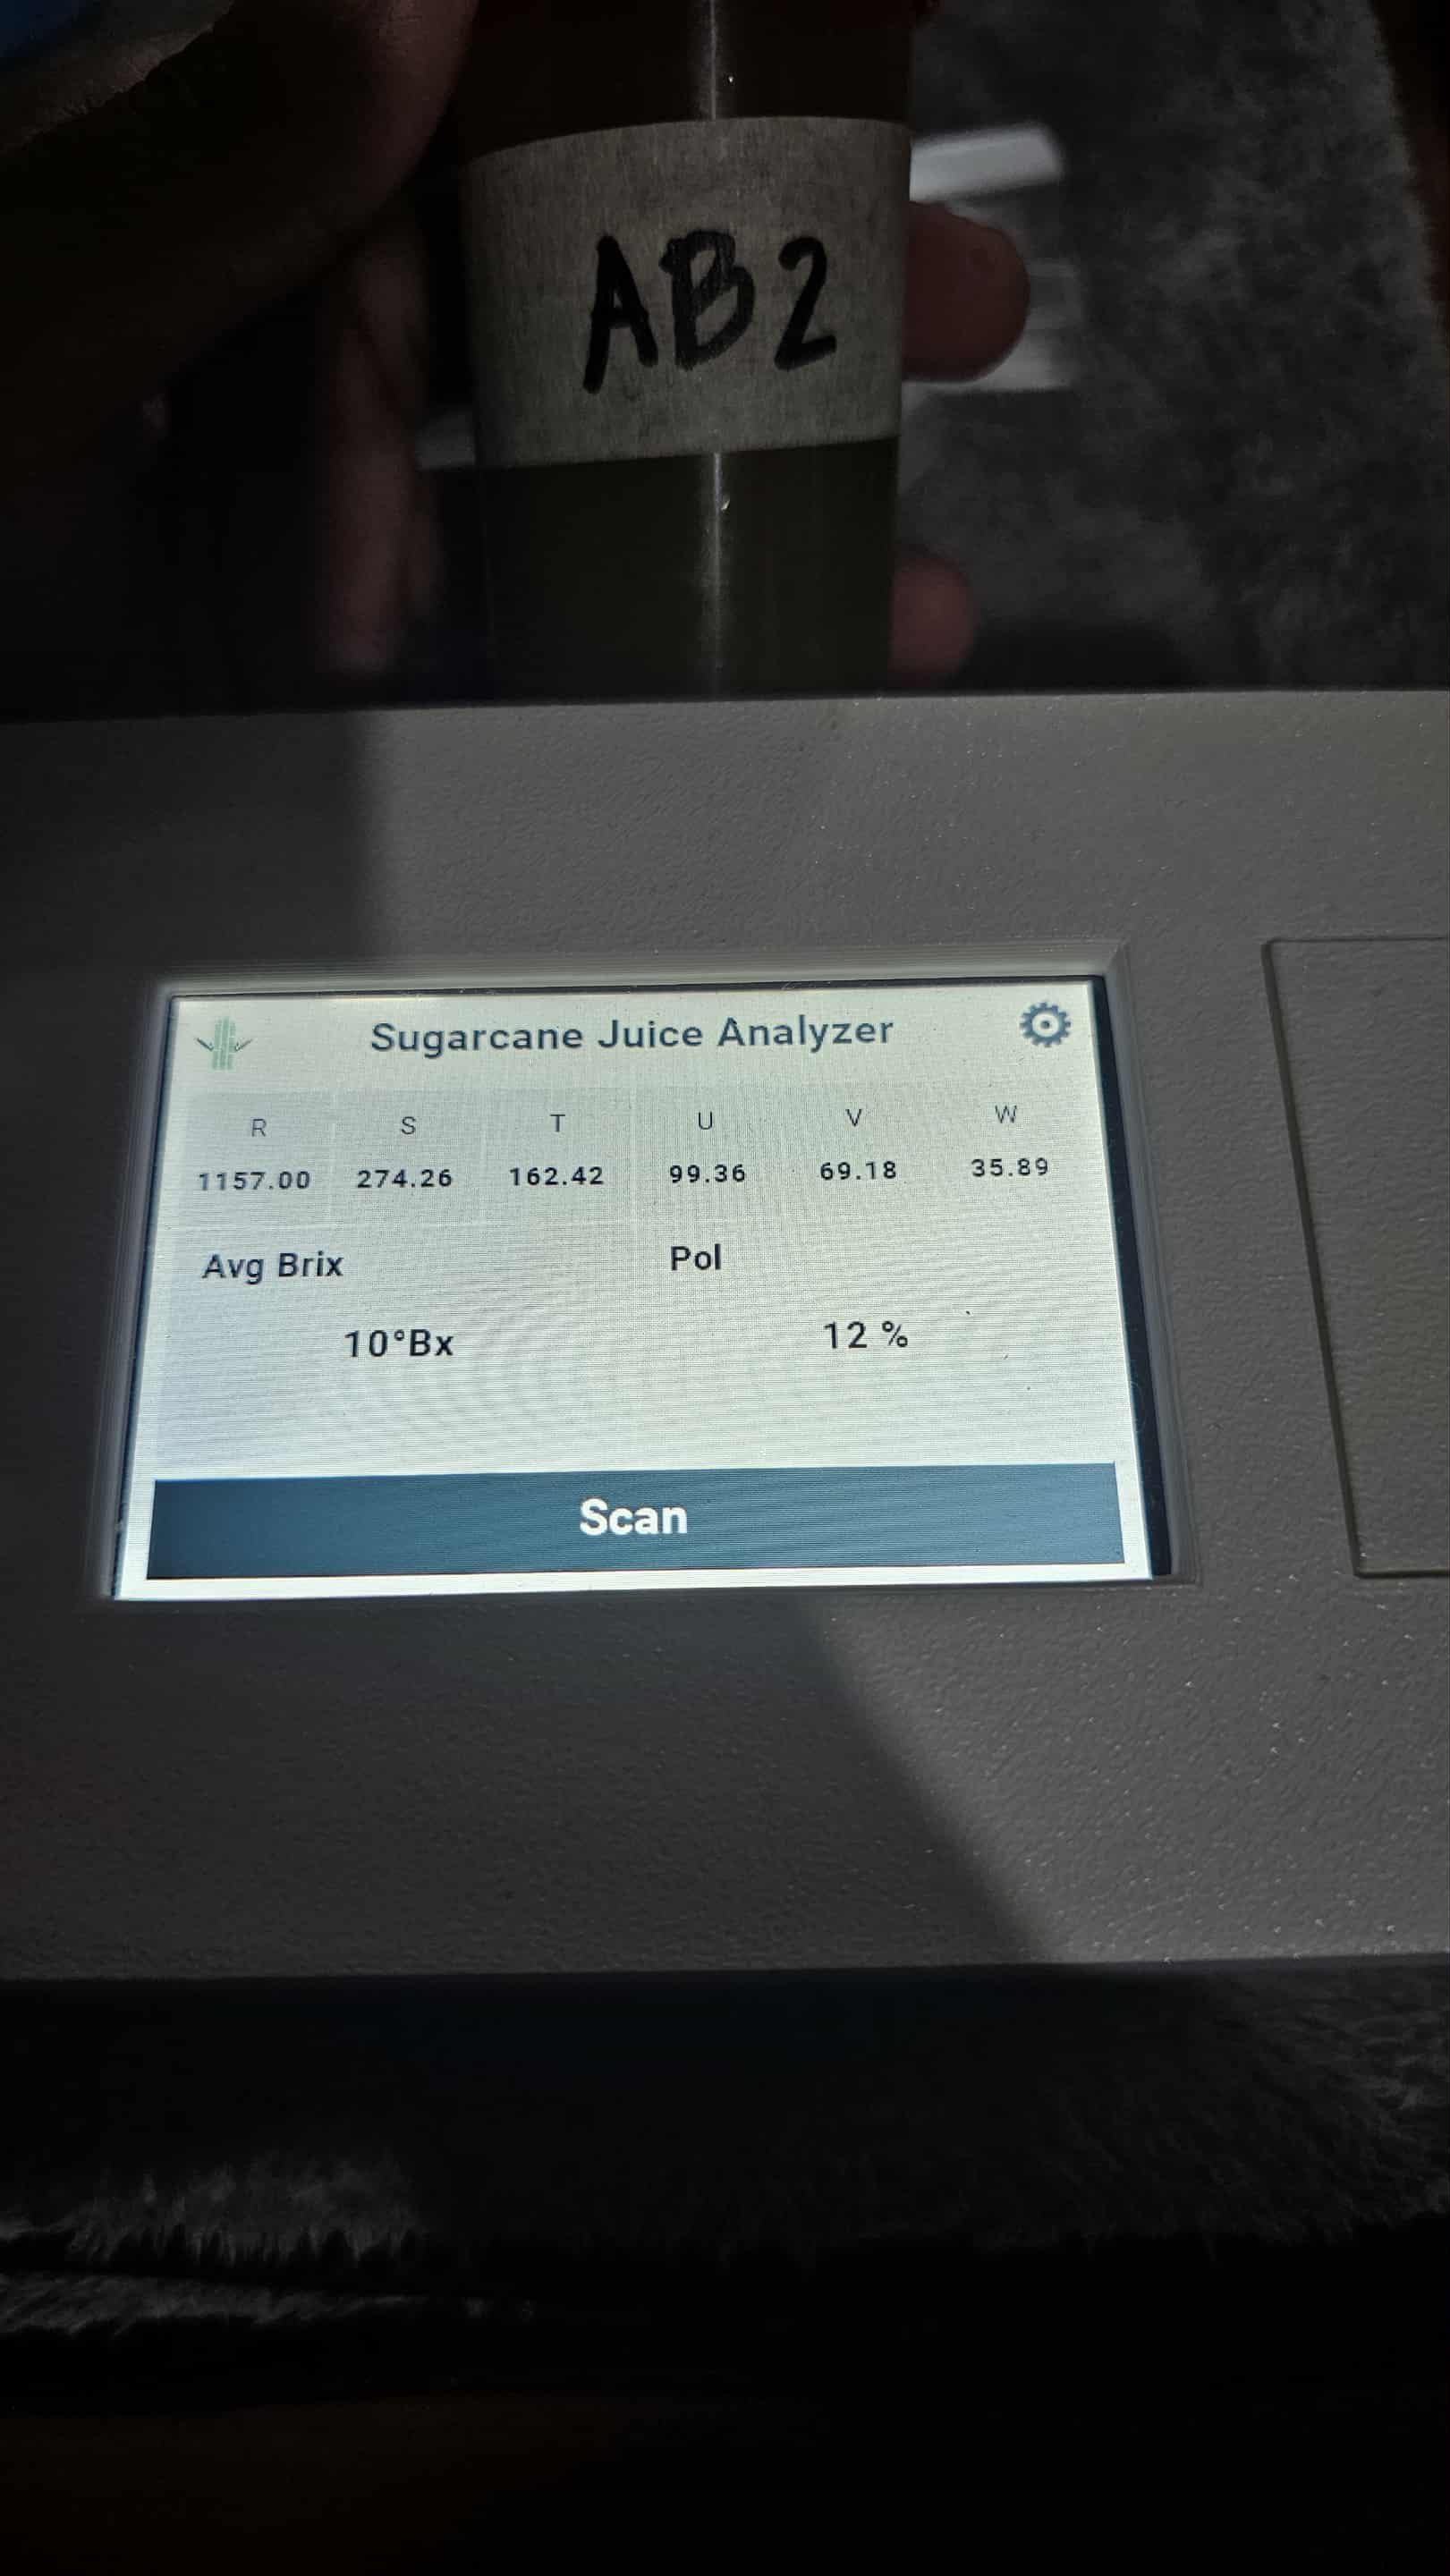 AB2
Sugarcane Juice Analyzer
R S T U V W
1157.00 274.26 162.42 99.36 69.18 35.89
Avg Brix Pol
10°Bx 12 %
Scan